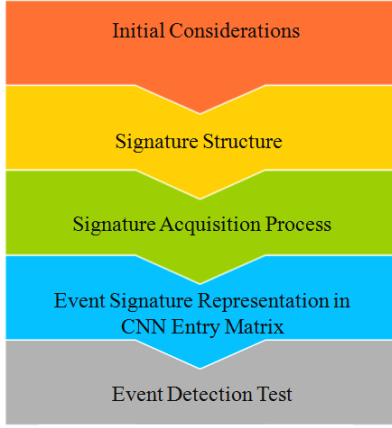 Initial Considerations
Signature Structure
Signature Acquisition Process
Event Signature Representation in
CNN Entry Matrix
Event Detection Test